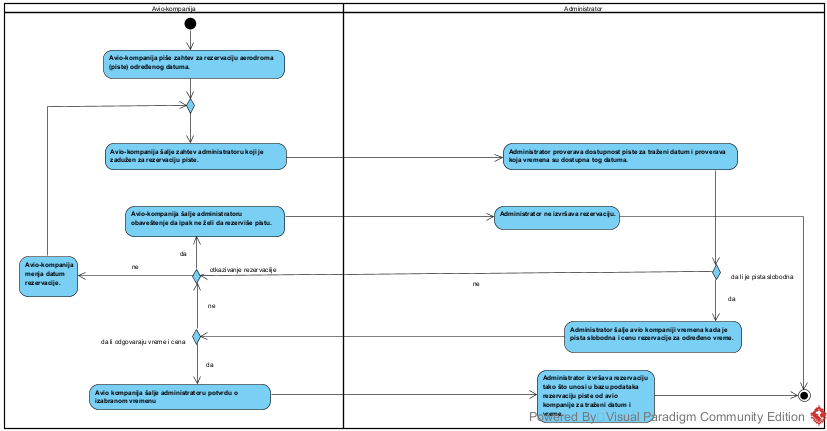 Avio-kompanija
Administrator
Avio-kompanija piše zahtev za rezervaciju aerodroma
(piste) određenog datuma.
Avio-kompanija šalje zahtev administratoru koji je
zadužen za rezervaciju piste.
Administrator proverava dostupnost piste za traženi datum i proverava
koja vremena su dostupna tog datuma.
Avio-kompanija šalje administratoru
obaveštenje da ipak ne želi da rezerviše pistu.
Administrator ne izvršava rezervaciju.
da
Avio-kompanija
menja datum
rezervacije.
ne
otkazivanje rezervacije
ne
da li je pista slobodna
da
ne
Administrator šalje avio kompaniji vremena kada je
pista slobodna i cenu rezervacije za određeno vreme.
da li odgovaraju vreme i cena
da
Avio kompanija šalje administratoru potvrdu o
izabranom vremenu
Administrator izvršava rezervaciju
tako što unosi u bazu podataka
rezervaciju piste od avio
kompanije za traženi datum i
vreme.
Powered By Visual Paradigm Community Edition